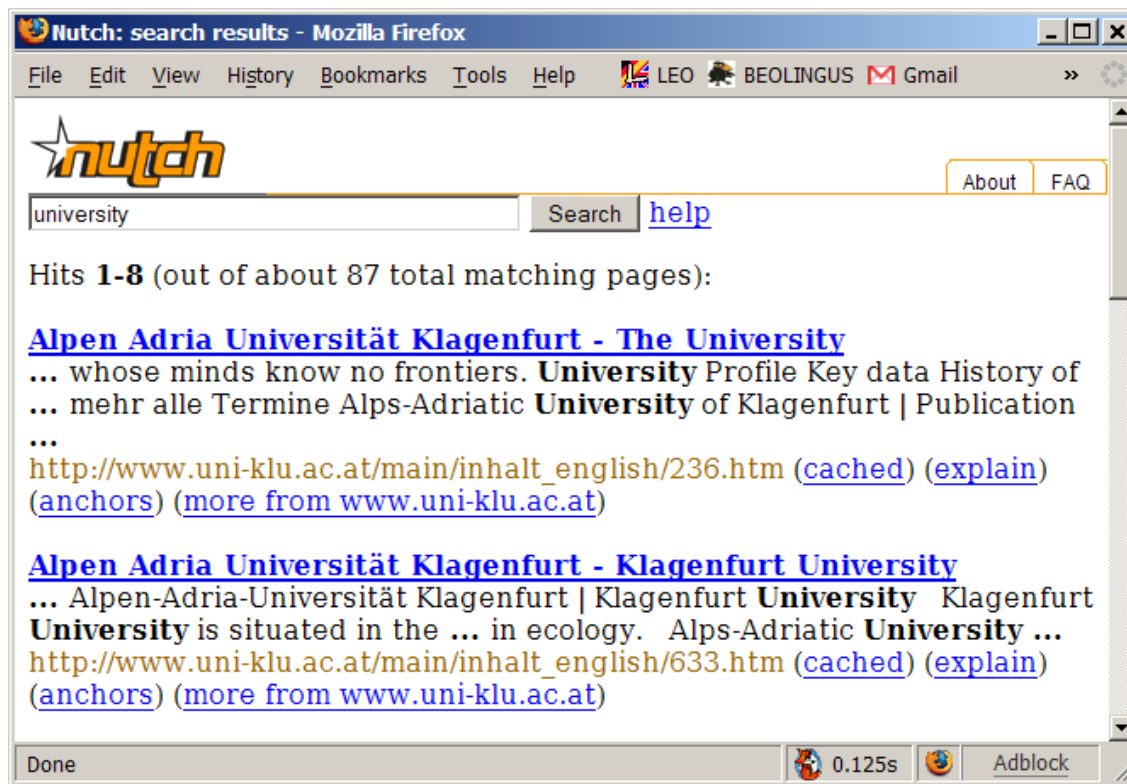 Nutch: search results - Mozilla Firefox
File Edit View History Bookmarks Tools Help LEO BEOLINGUS Gmail »
nutch
About FAQ
university Search help
Hits 1-8 (out of about 87 total matching pages):
Alpen Adria Universität Klagenfurt - The University
... whose minds know no frontiers. University Profile Key data History of
... mehr alle Termine Alps-Adriatic University of Klagenfurt | Publication
...
http://www.uni-klu.ac.at/main/inhalt_english/236.htm (cached) (explain)
(anchors) (more from www.uni-klu.ac.at)
Alpen Adria Universität Klagenfurt - Klagenfurt University
... Alpen-Adria-Universität Klagenfurt | Klagenfurt University Klagenfurt
University is situated in the ... in ecology. Alps-Adriatic University ...
http://www.uni-klu.ac.at/main/inhalt_english/633.htm (cached) (explain)
(anchors) (more from www.uni-klu.ac.at)
Done 0.125s Adblock